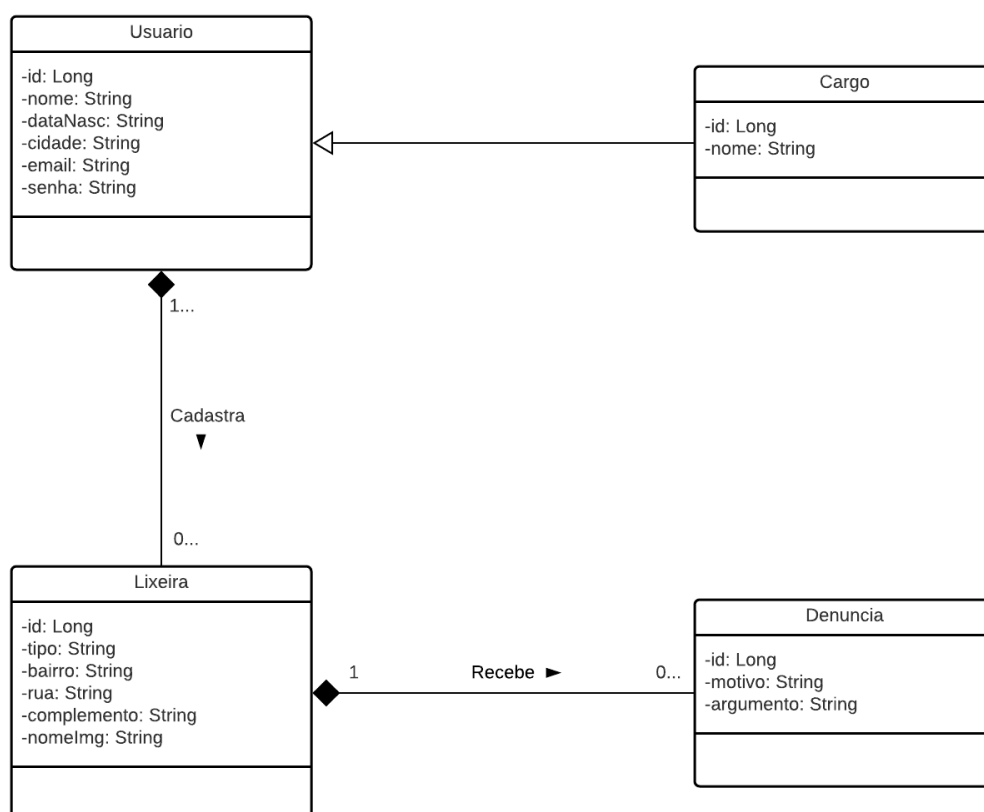 Usuario
-id: Long
-nome: String
-dataNasc: String
-cidade: String
-email: String
-senha: String
Cargo
-id: Long
-nome: String
1...
Cadastra
0...
Lixeira
-id: Long
-tipo: String
-bairro: String
-rua: String
-complemento: String
-nomeImg: String
1
Recebe
0...
Denuncia
-id: Long
-motivo: String
-argumento: String